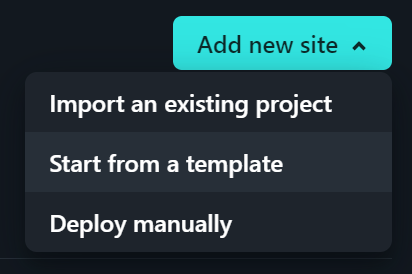 Add new site
Import an existing project
Start from a template
Deploy manually